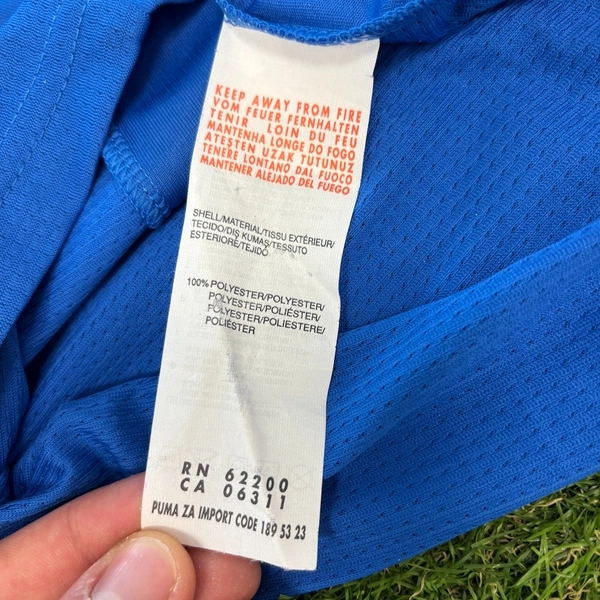 KEEP AWAY FROM FIRE
VOM FEUER FERNHALTEN
TENIR LOIN DU FEU
MANTENHA LONGE DO FOGO
ATEŞTEN UZAK TUTUNUZ
TENERE LONTANO DAL FUOCO
MANTENER ALEJADO DEL FUEGO
SHELL/MATERIAL/TISSU EXTÉRIEUR/
TECIDO/DIŞ KUMAŞ/TESSUTO
ESTERIORE/TEJIDO
100% POLYESTER/POLYESTER/
POLYESTER/POLIÉSTER/
POLYESTER/POLIESTERE/
POLIÉSTER
RN 62200
CA 06311
PUMA ZA IMPORT CODE 189 53 23